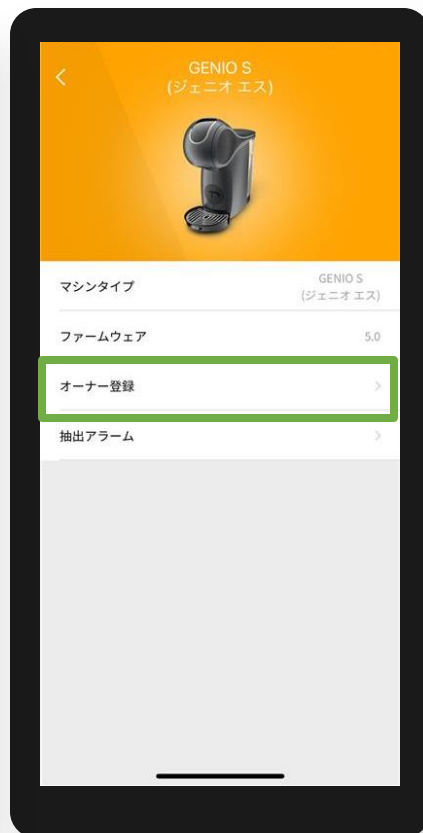 GENIO S
(ジェニオ エス)
マシンタイプ
GENIO S
(ジェニオ エス)
ファームウェア
5.0
オーナー登録
抽出アラーム